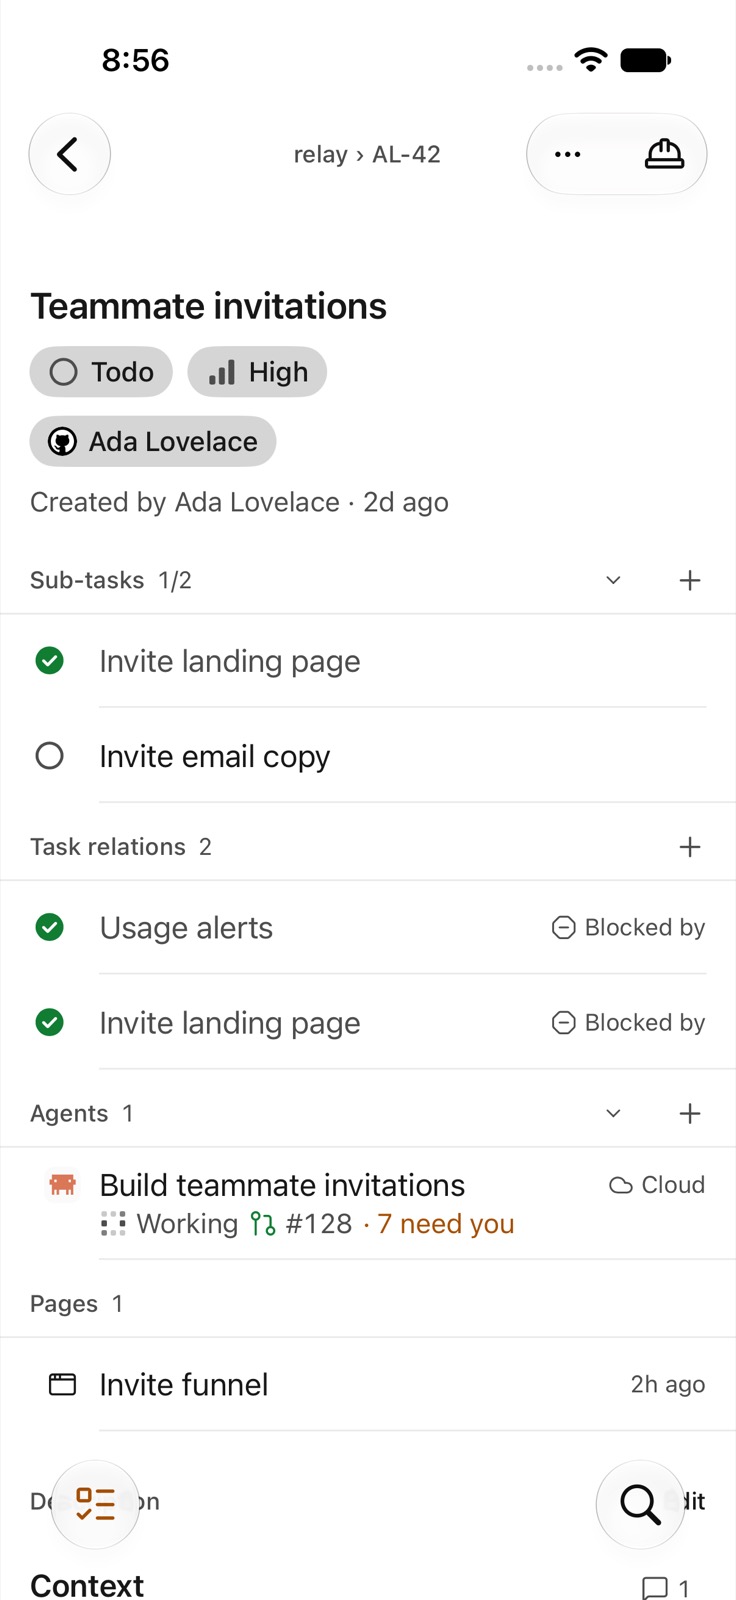 8:56
relay › AL-42
Teammate invitations
Todo
High
Ada Lovelace
Created by Ada Lovelace · 2d ago
Sub-tasks 1/2
Invite landing page
Invite email copy
Task relations 2
Usage alerts
Blocked by
Invite landing page
Blocked by
Agents 1
Build teammate invitations
Cloud
Working #128 · 7 need you
Pages 1
Invite funnel
2h ago
Context
1